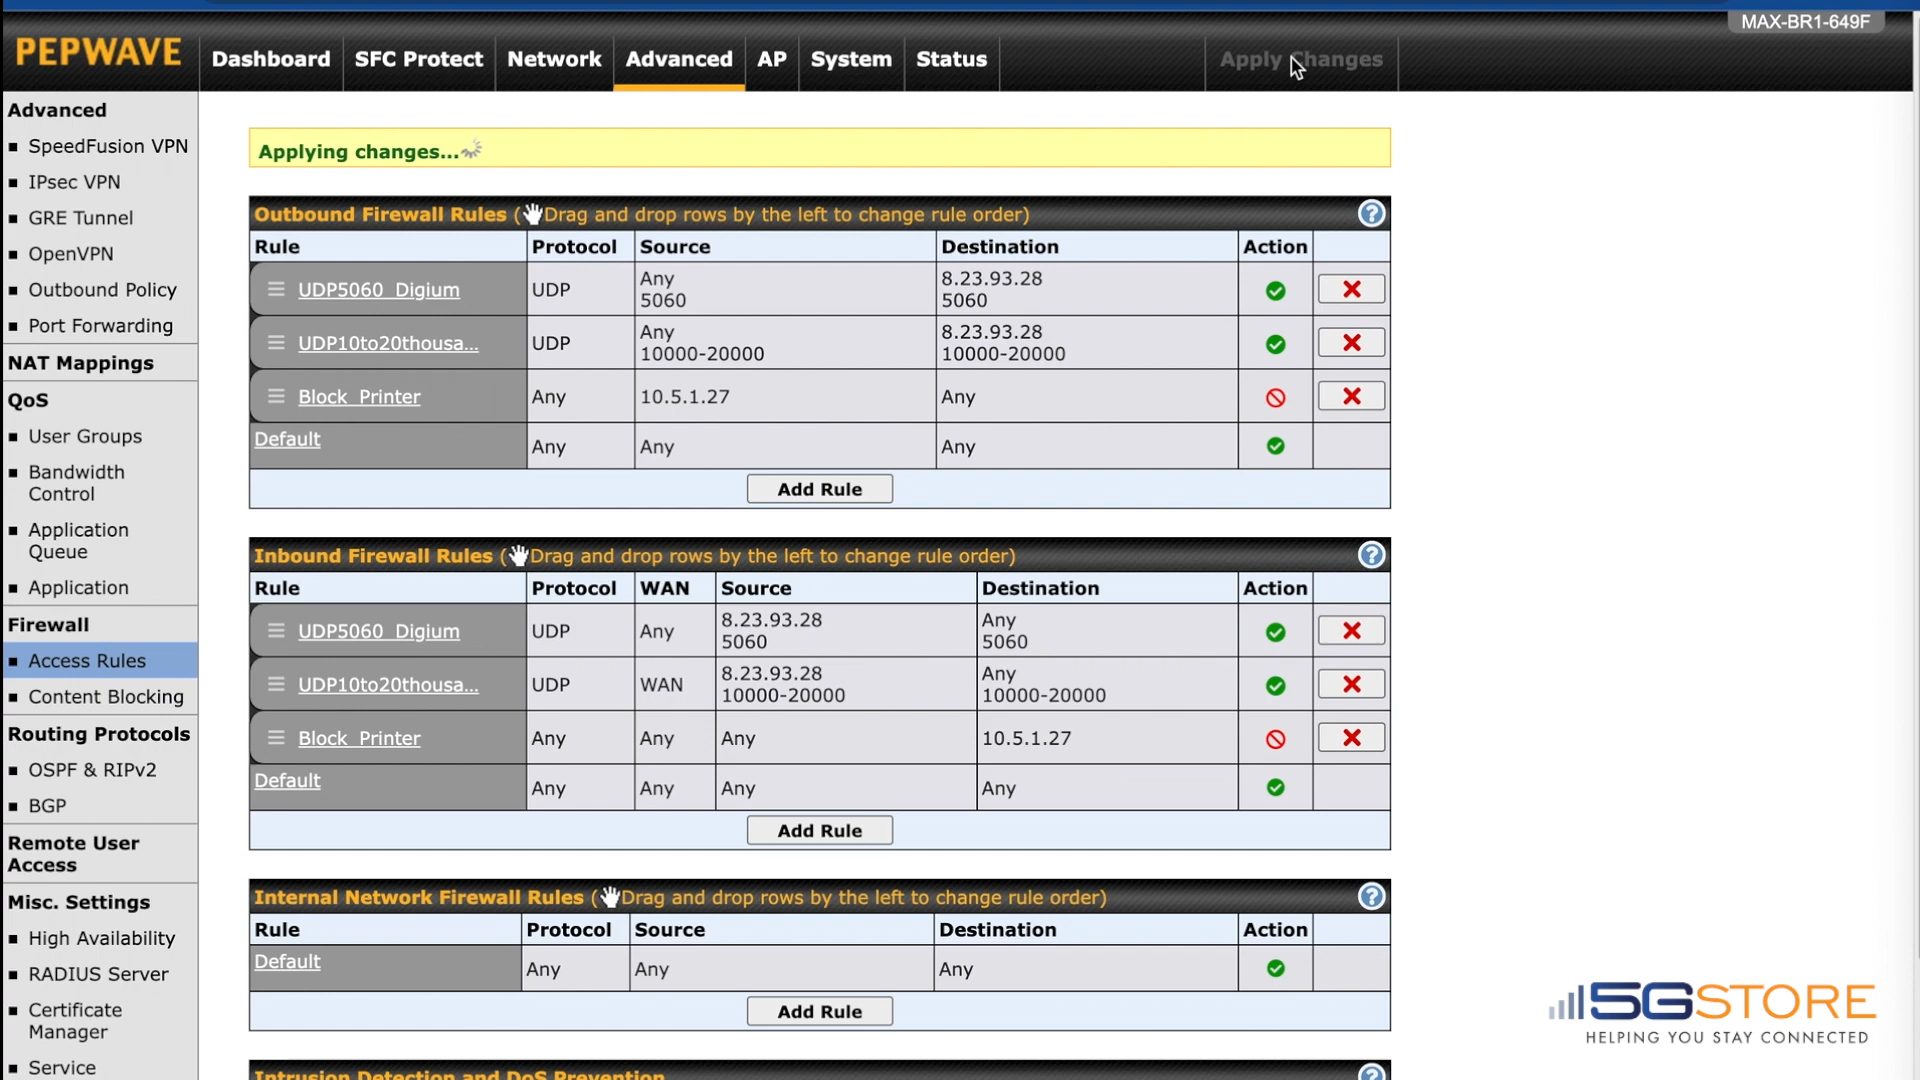 MAX-BR1-649F
PEPWAVE
Dashboard
SFC Protect
Network
Advanced
AP
System
Status
Apply Changes
Advanced
SpeedFusion VPN
IPsec VPN
GRE Tunnel
OpenVPN
Outbound Policy
Port Forwarding
NAT Mappings
QoS
User Groups
Bandwidth
Control
Application
Queue
Application
Firewall
Access Rules
Content Blocking
Routing Protocols
OSPF & RIPv2
BGP
Remote User
Access
Misc. Settings
High Availability
RADIUS Server
Certificate
Manager
Service
Applying changes...
Outbound Firewall Rules (Drag and drop rows by the left to change rule order)
?
Rule Protocol Source Destination Action
UDP5060_Digium UDP Any 8.23.93.28
5060 5060
UDP10to20thousa... UDP Any 8.23.93.28
10000-20000 10000-20000
Block_Printer Any 10.5.1.27 Any
Default Any Any Any
Add Rule
Inbound Firewall Rules (Drag and drop rows by the left to change rule order)
?
Rule Protocol WAN Source Destination Action
UDP5060_Digium UDP Any 8.23.93.28 Any
5060 5060
UDP10to20thousa... UDP WAN 8.23.93.28 Any
10000-20000 10000-20000
Block_Printer Any Any Any 10.5.1.27
Default Any Any Any Any
Add Rule
Internal Network Firewall Rules (Drag and drop rows by the left to change rule order)
?
Rule Protocol Source Destination Action
Default Any Any Any
Add Rule
Intrusion Detection and DoS Prevention
?
5GSTORE
HELPING YOU STAY CONNECTED